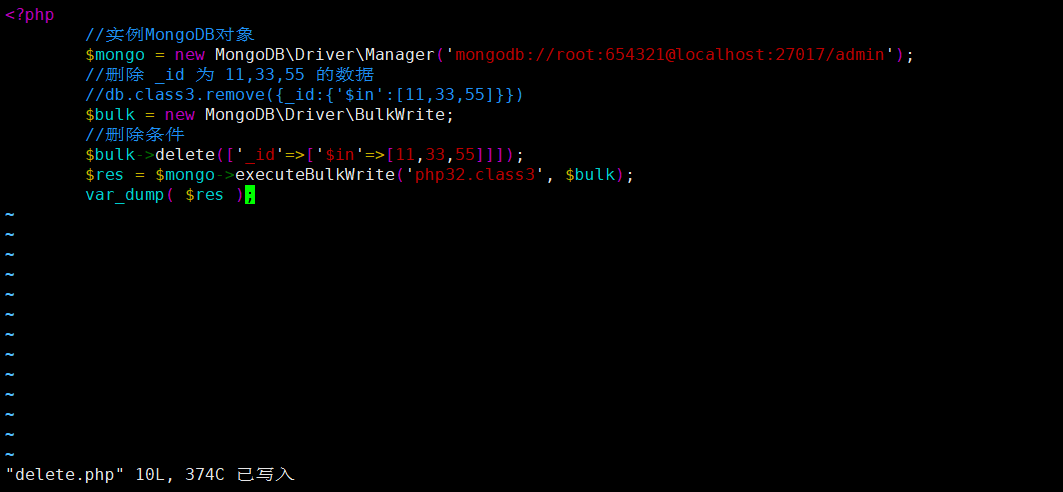 <?php
//实例MongoDB对象
$mongo = new MongoDB\Driver\Manager('mongodb://root:654321@localhost:27017/admin');
//删除 _id 为 11,33,55 的数据
//db.class3.remove({_id:{'$in':[11,33,55]}})
$bulk = new MongoDB\Driver\BulkWrite;
//删除条件
$bulk->delete(['_id'=>['$in'=>[11,33,55]]]);
$res = $mongo->executeBulkWrite('php32.class3', $bulk);
var_dump( $res );
~
~
~
~
~
~
~
~
~
~
~
~
~
"delete.php" 10L, 374C 已写入